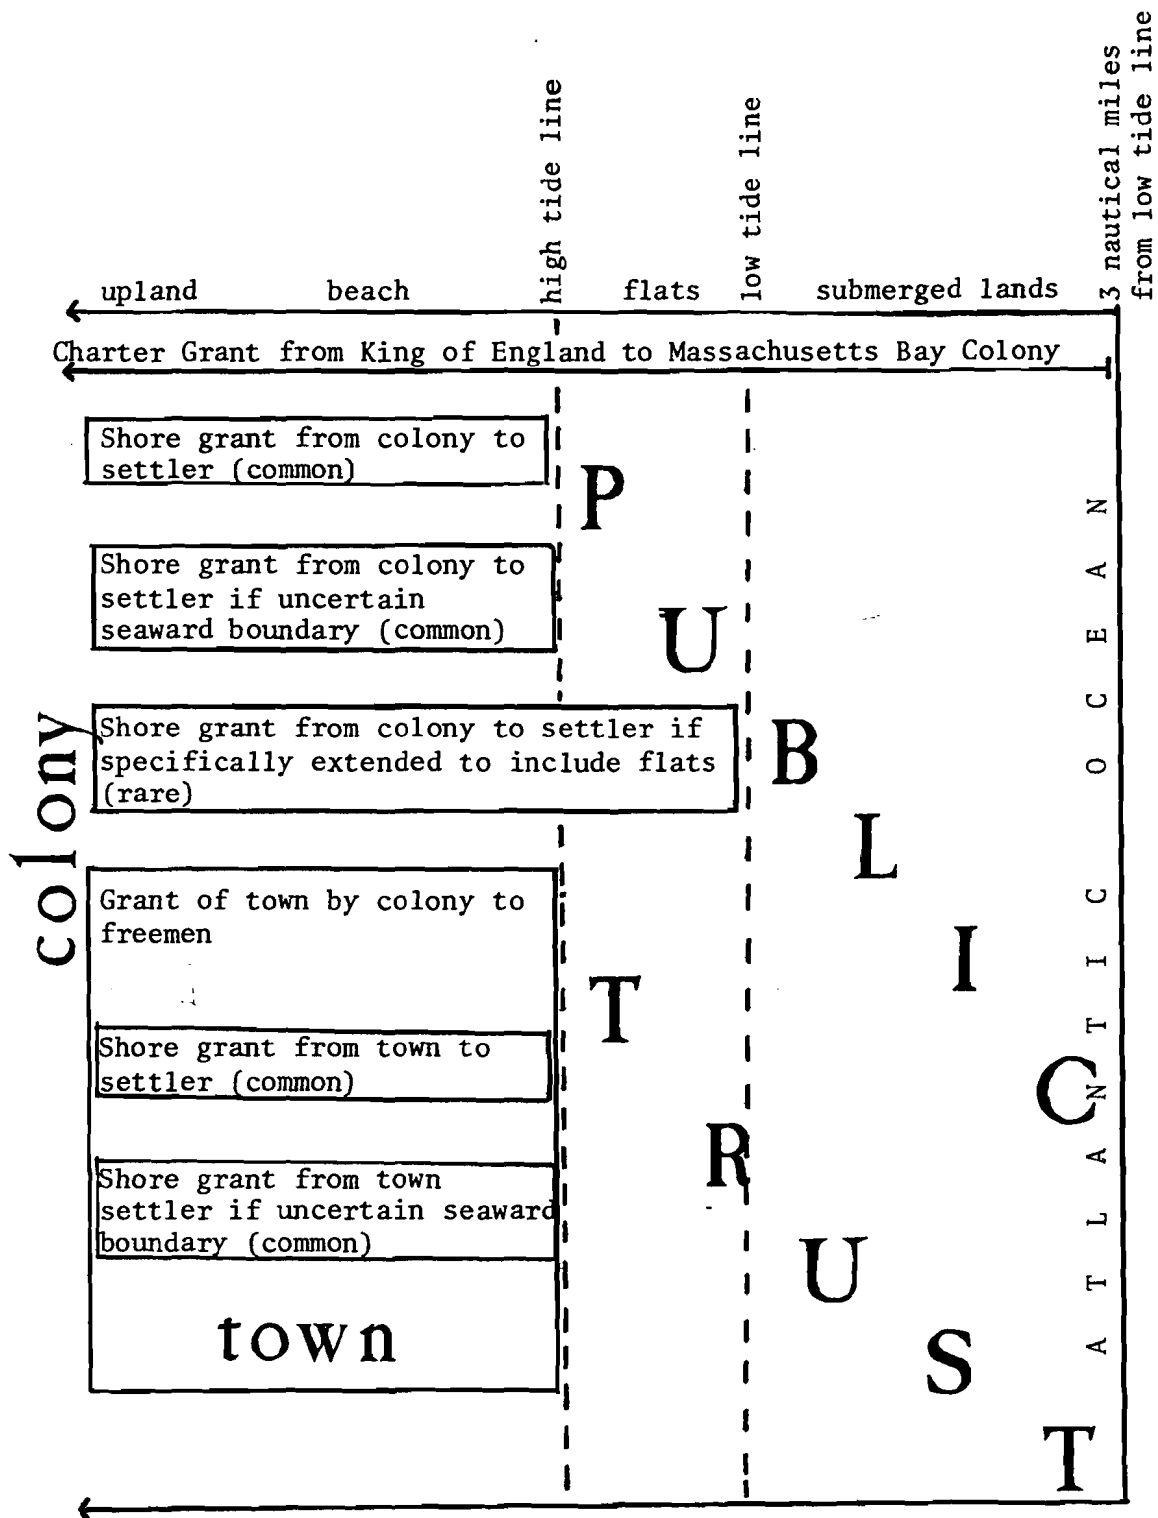 high tide line
low tide line
3 nautical miles
from low tide line
upland beach flats submerged lands
Charter Grant from King of England to Massachusetts Bay Colony
Shore grant from colony to
settler (common)
Shore grant from colony to
settler if uncertain
seaward boundary (common)
Shore grant from colony to settler if
specifically extended to include flats
(rare)
colony
Grant of town by colony to
freemen
Shore grant from town to
settler (common)
Shore grant from town
settler if uncertain seaward
boundary (common)
town
PUBLIC
TRUST
ATLANTIC OCEAN